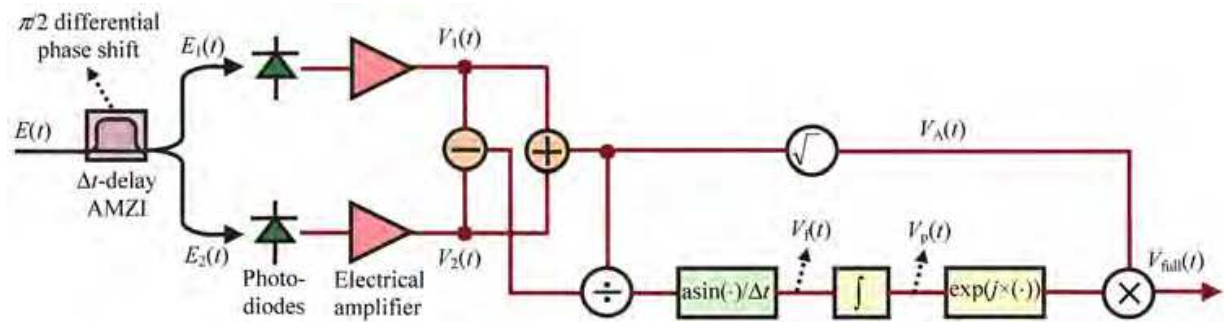 π/2 differential
phase shift
E(t)
Δt-delay
AMZI
E₁(t)
E₂(t)
Photo-
diodes
Electrical
amplifier
V₁(t)
V₂(t)
−
+
√
V_A(t)
÷
asin(·)/Δt
V_f(t)
∫
V_p(t)
exp(j×(·))
×
V_full(t)